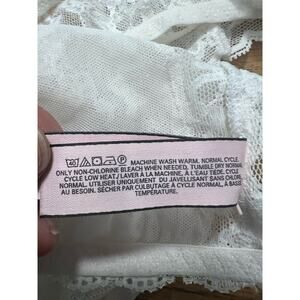 MACHINE WASH WARM, NORMAL CYCLE.
ONLY NON-CHLORINE BLEACH WHEN NEEDED, TUMBLE DRY NORMAL
CYCLE LOW HEAT./ LAVER À LA MACHINE, À L'EAU TIÈDE, CYCLE
NORMAL. UTILISER UNIQUEMENT DU JAVELLISANT SANS CHLORE
AU BESOIN. SÉCHER PAR CULBUTAGE À CYCLE NORMAL, À BASSE
TEMPÉRATURE.